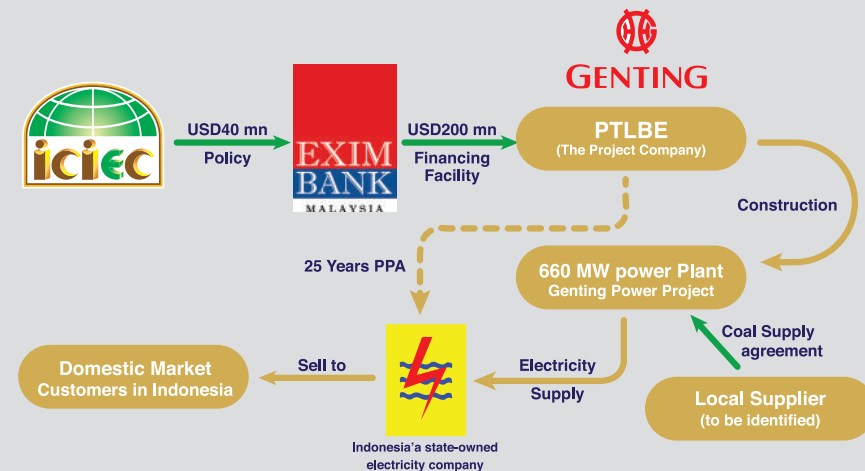 GENTING
iCiEC
USD40 mn
Policy
EXIM
BANK
MALAYSIA
USD200 mn
Financing
Facility
PTLBE
(The Project Company)
Construction
25 Years PPA
660 MW power Plant
Genting Power Project
Coal Supply
agreement
Domestic Market
Customers in Indonesia
Sell to
Electricity
Supply
Local Supplier
(to be identified)
Indonesia'a state-owned
electricity company